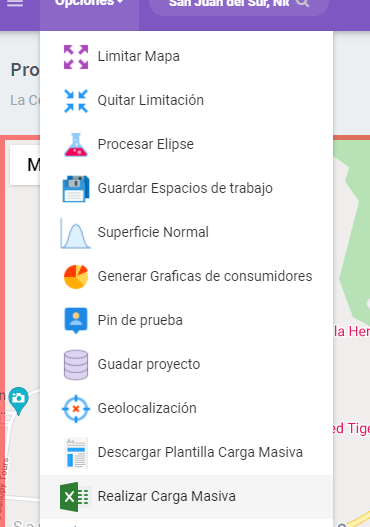 Opciones
San Juan del Sur, Nic
Pro
La Co
M
Limitar Mapa
Quitar Limitación
Procesar Elipse
Guardar Espacios de trabajo
Superficie Normal
Generar Graficas de consumidores
Pin de prueba
Guadar proyecto
Geolocalización
Descargar Plantilla Carga Masiva
Realizar Carga Masiva
la Her
ed Tige
Tours